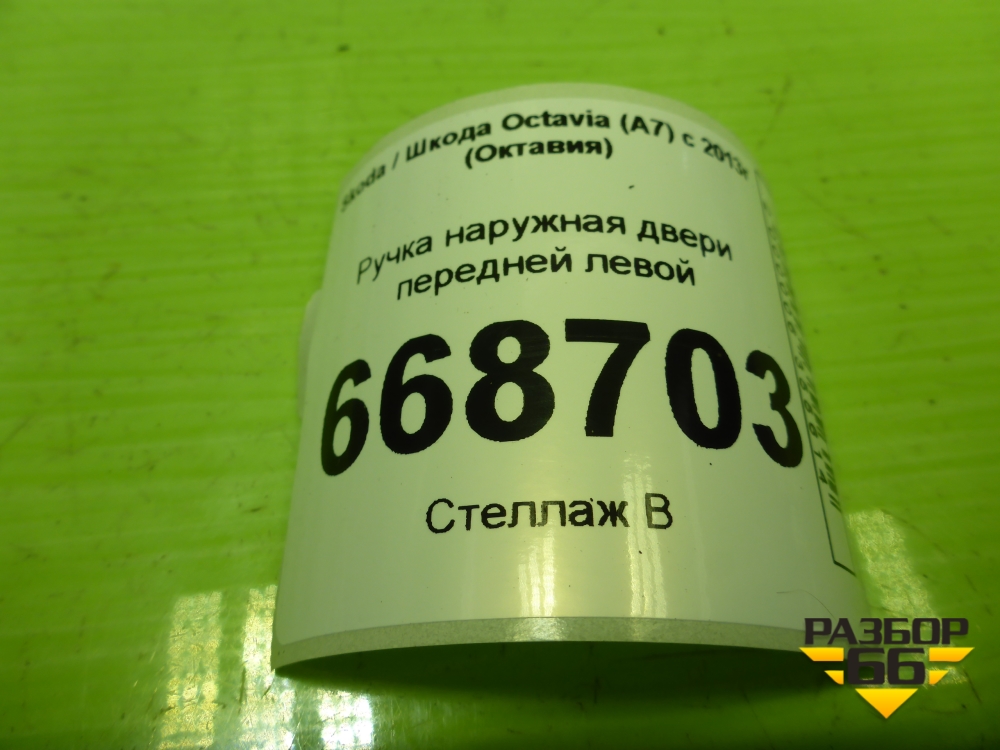 Skoda / Шкода Octavia (A7) с 2013г
(Октавия)
Ручка наружная двери
передней левой
668703
Стеллаж В
РАЗБОР
66